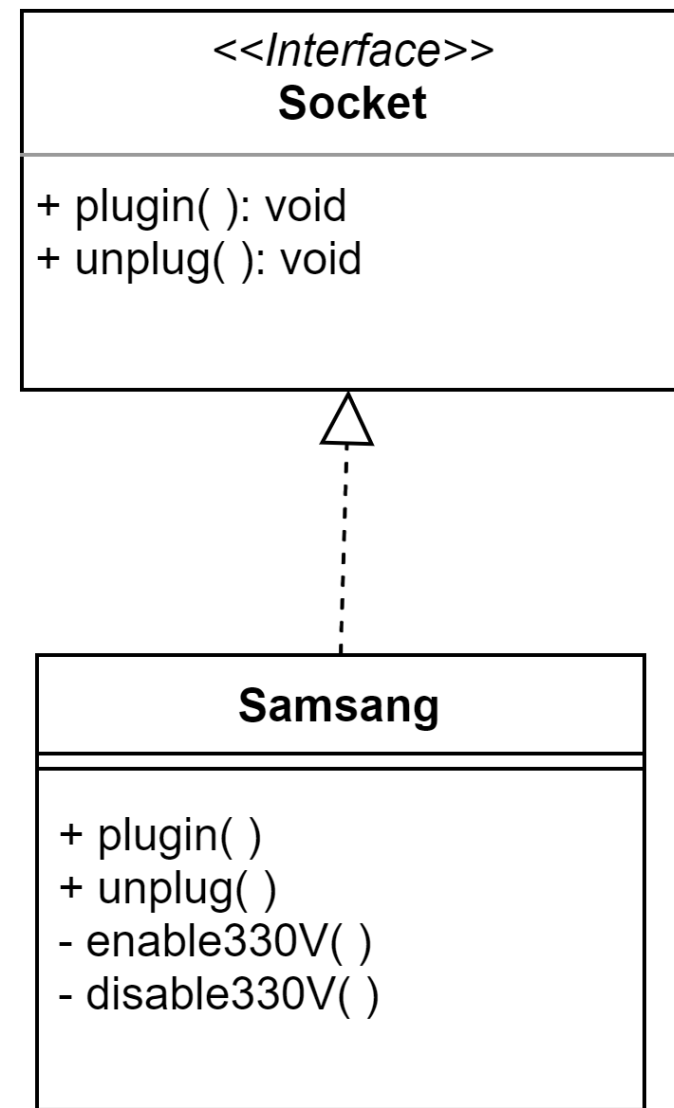 <<Interface>>
Socket
+ plugin( ): void
+ unplug( ): void
Samsang
+ plugin( )
+ unplug( )
- enable330V( )
- disable330V( )